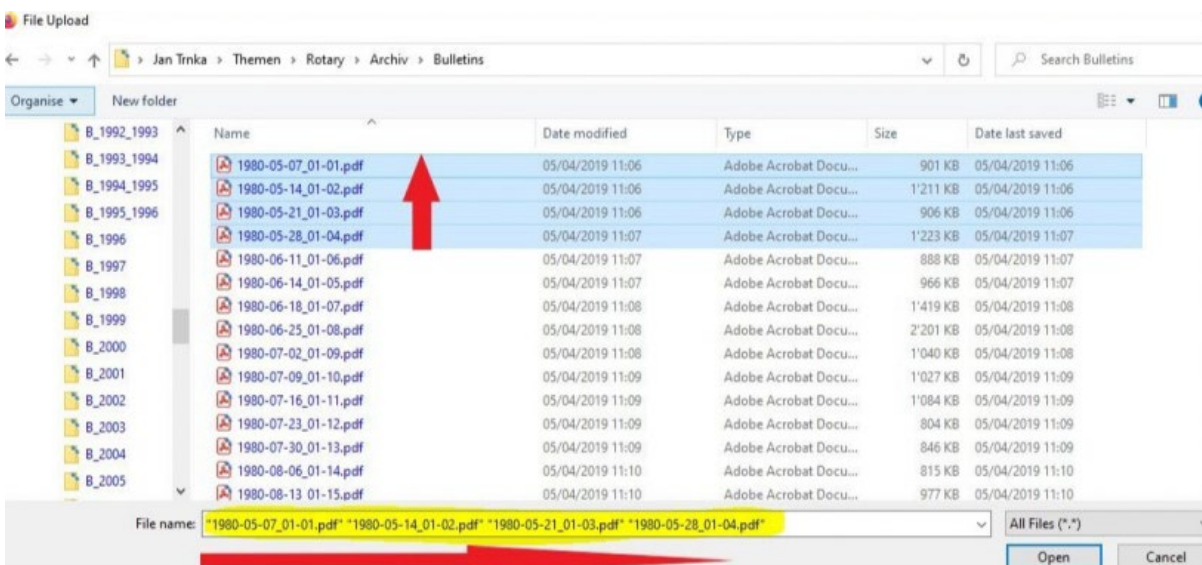 File Upload
Jan Trnka > Themen > Rotary > Archiv > Bulletins
Search Bulletins
Organise New folder
Name Date modified Type Size Date last saved
B_1992_1993
B_1993_1994
B_1994_1995
B_1995_1996
B_1996
B_1997
B_1998
B_1999
B_2000
B_2001
B_2002
B_2003
B_2004
B_2005
1980-05-07_01-01.pdf 05/04/2019 11:06 Adobe Acrobat Docu... 901 KB 05/04/2019 11:06
1980-05-14_01-02.pdf 05/04/2019 11:06 Adobe Acrobat Docu... 1'211 KB 05/04/2019 11:06
1980-05-21_01-03.pdf 05/04/2019 11:06 Adobe Acrobat Docu... 906 KB 05/04/2019 11:06
1980-05-28_01-04.pdf 05/04/2019 11:07 Adobe Acrobat Docu... 1'223 KB 05/04/2019 11:07
1980-06-11_01-06.pdf 05/04/2019 11:07 Adobe Acrobat Docu... 888 KB 05/04/2019 11:07
1980-06-14_01-05.pdf 05/04/2019 11:07 Adobe Acrobat Docu... 966 KB 05/04/2019 11:07
1980-06-18_01-07.pdf 05/04/2019 11:08 Adobe Acrobat Docu... 1'419 KB 05/04/2019 11:08
1980-06-25_01-08.pdf 05/04/2019 11:08 Adobe Acrobat Docu... 2'201 KB 05/04/2019 11:08
1980-07-02_01-09.pdf 05/04/2019 11:08 Adobe Acrobat Docu... 1'040 KB 05/04/2019 11:08
1980-07-09_01-10.pdf 05/04/2019 11:09 Adobe Acrobat Docu... 1'027 KB 05/04/2019 11:09
1980-07-16_01-11.pdf 05/04/2019 11:09 Adobe Acrobat Docu... 1'084 KB 05/04/2019 11:09
1980-07-23_01-12.pdf 05/04/2019 11:09 Adobe Acrobat Docu... 804 KB 05/04/2019 11:09
1980-07-30_01-13.pdf 05/04/2019 11:09 Adobe Acrobat Docu... 846 KB 05/04/2019 11:09
1980-08-06_01-14.pdf 05/04/2019 11:10 Adobe Acrobat Docu... 815 KB 05/04/2019 11:10
1980-08-13_01-15.pdf 05/04/2019 11:10 Adobe Acrobat Docu... 977 KB 05/04/2019 11:10
File name: "1980-05-07_01-01.pdf" "1980-05-14_01-02.pdf" "1980-05-21_01-03.pdf" "1980-05-28_01-04.pdf" All Files (*.*)
Open Cancel